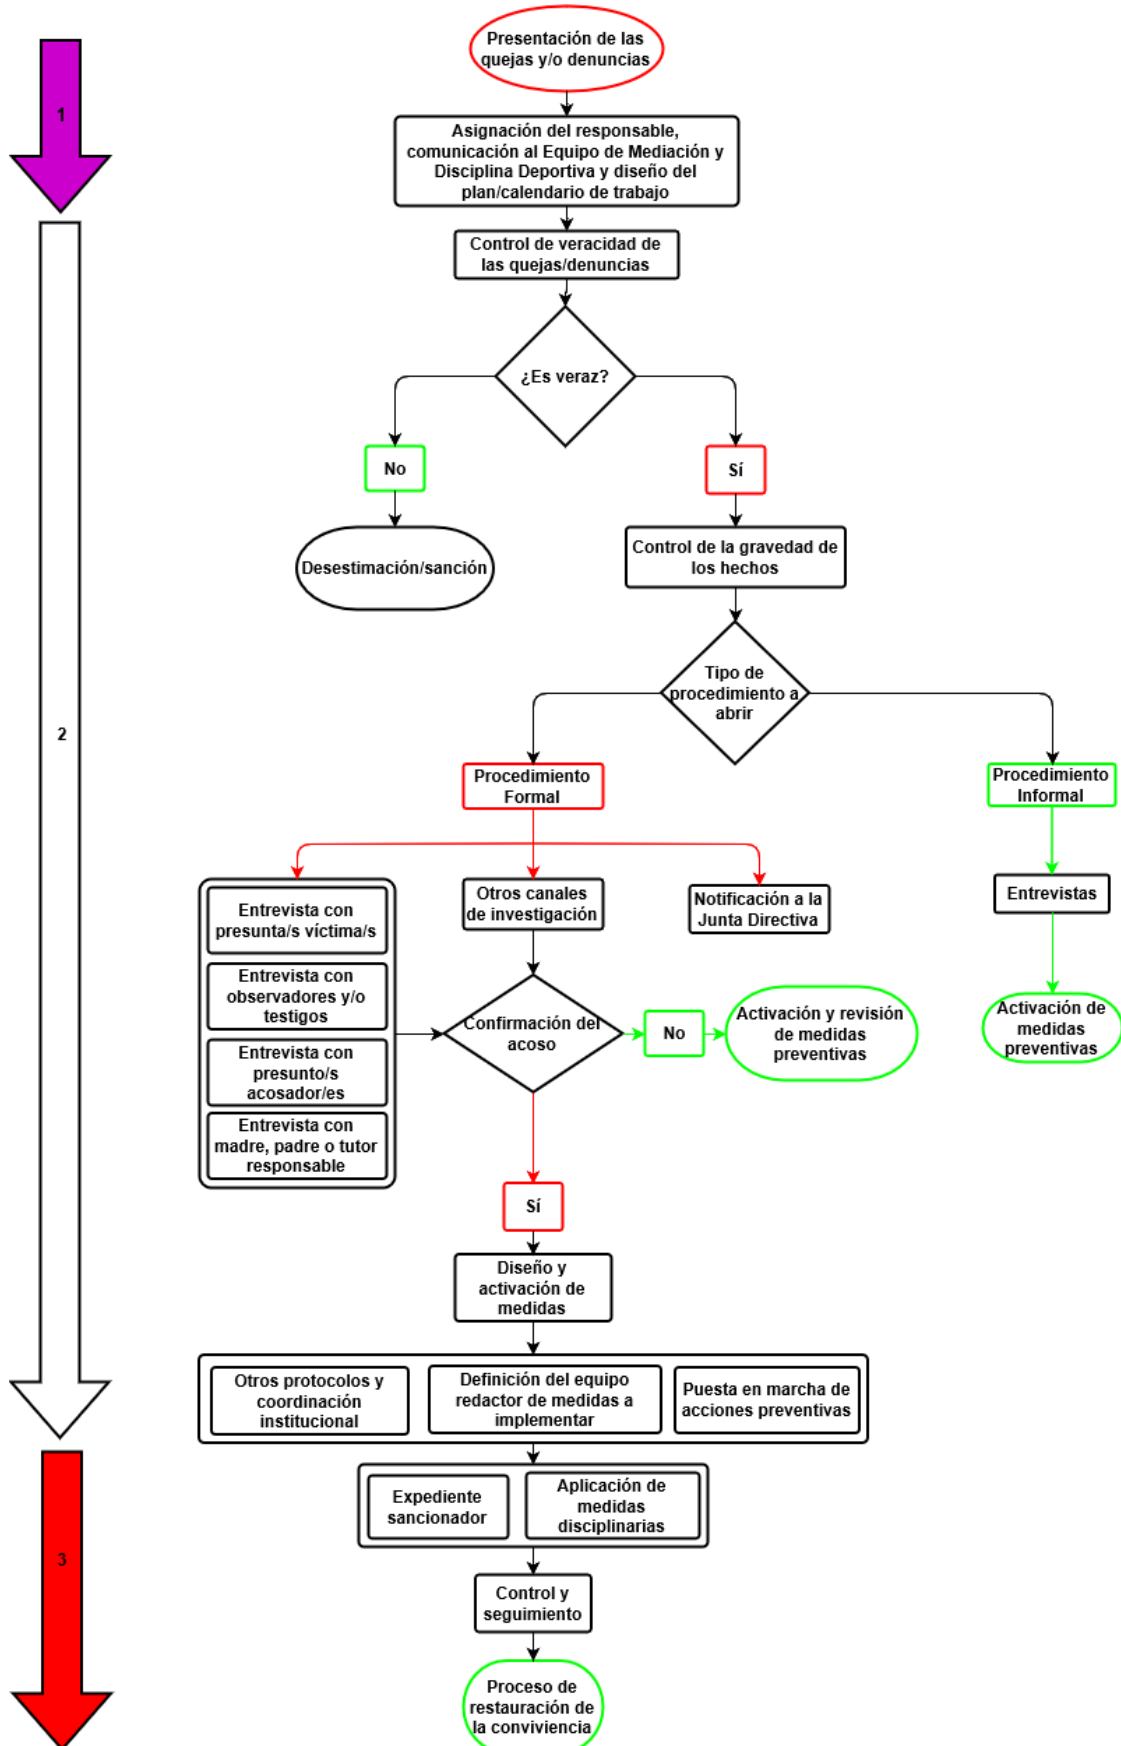 Presentación de las
quejas y/o denuncias
1
Asignación del responsable,
comunicación al Equipo de Mediación y
Disciplina Deportiva y diseño del
plan/calendario de trabajo
Control de veracidad de
las quejas/denuncias
¿Es veraz?
No
Sí
Desestimación/sanción
Control de la gravedad de
los hechos
2
Tipo de
procedimiento a
abrir
Procedimiento
Formal
Procedimiento
Informal
Entrevista con
presunta/s víctima/s
Entrevista con
observadores y/o
testigos
Entrevista con
presunto/s
acosador/es
Entrevista con
madre, padre o tutor
responsable
Otros canales
de investigación
Notificación a la
Junta Directiva
Entrevistas
Confirmación del
acoso
No
Activación y revisión
de medidas
preventivas
Activación de
medidas
preventivas
Sí
Diseño y
activación de
medidas
Otros protocolos y
coordinación
institucional
Definición del equipo
redactor de medidas a
implementar
Puesta en marcha de
acciones preventivas
3
Expediente
sancionador
Aplicación de
medidas
disciplinarias
Control y
seguimiento
Proceso de
restauración de
la conviviencia